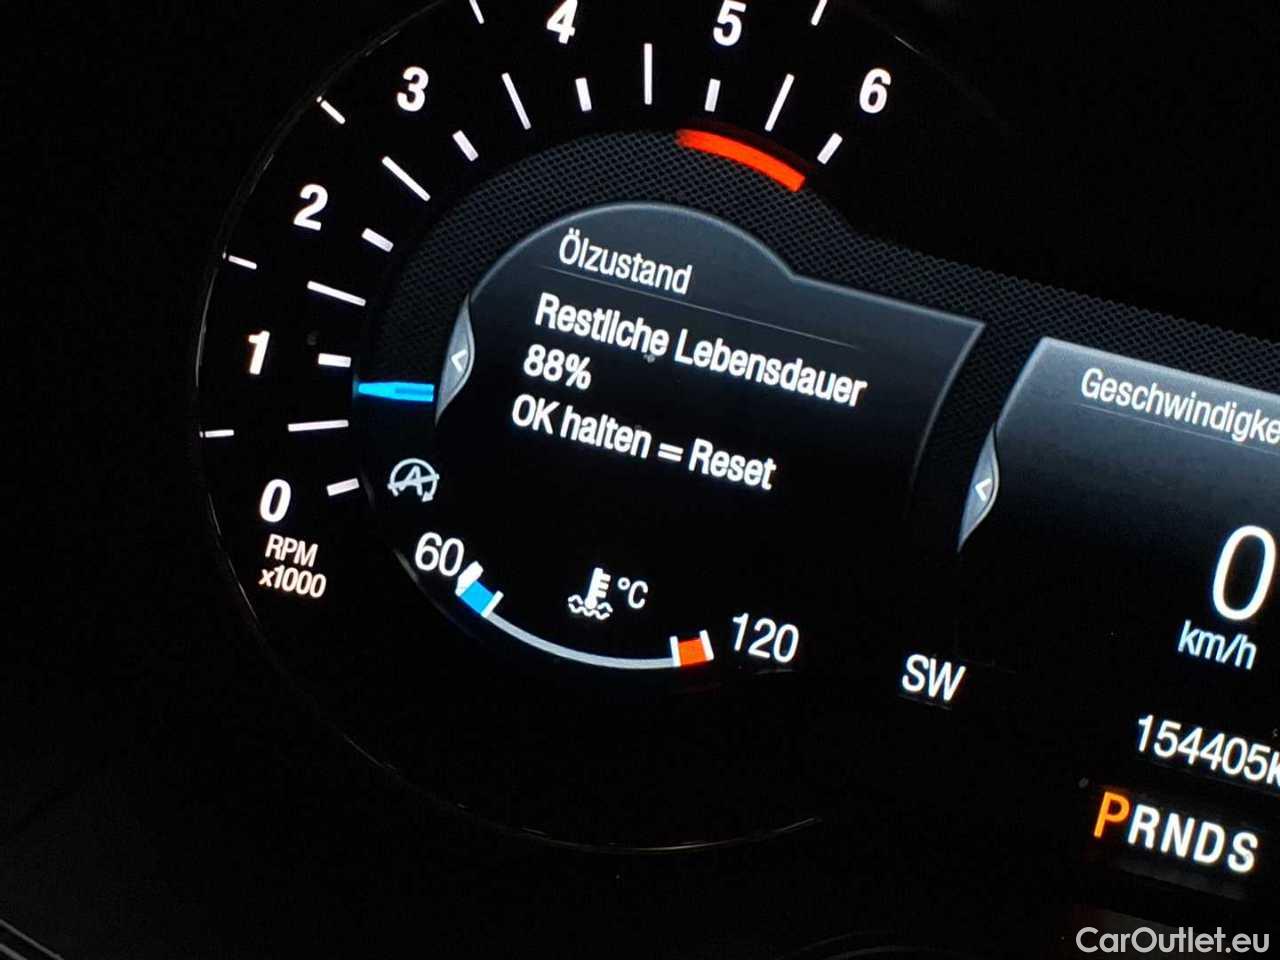 4
5
3
6
2
1
0
RPM
x1000
Ölzustand
Restliche Lebensdauer
88%
OK halten = Reset
60
°C
120
SW
Geschwindigke
0
km/h
154405k
PRNDS
CarOutlet.eu